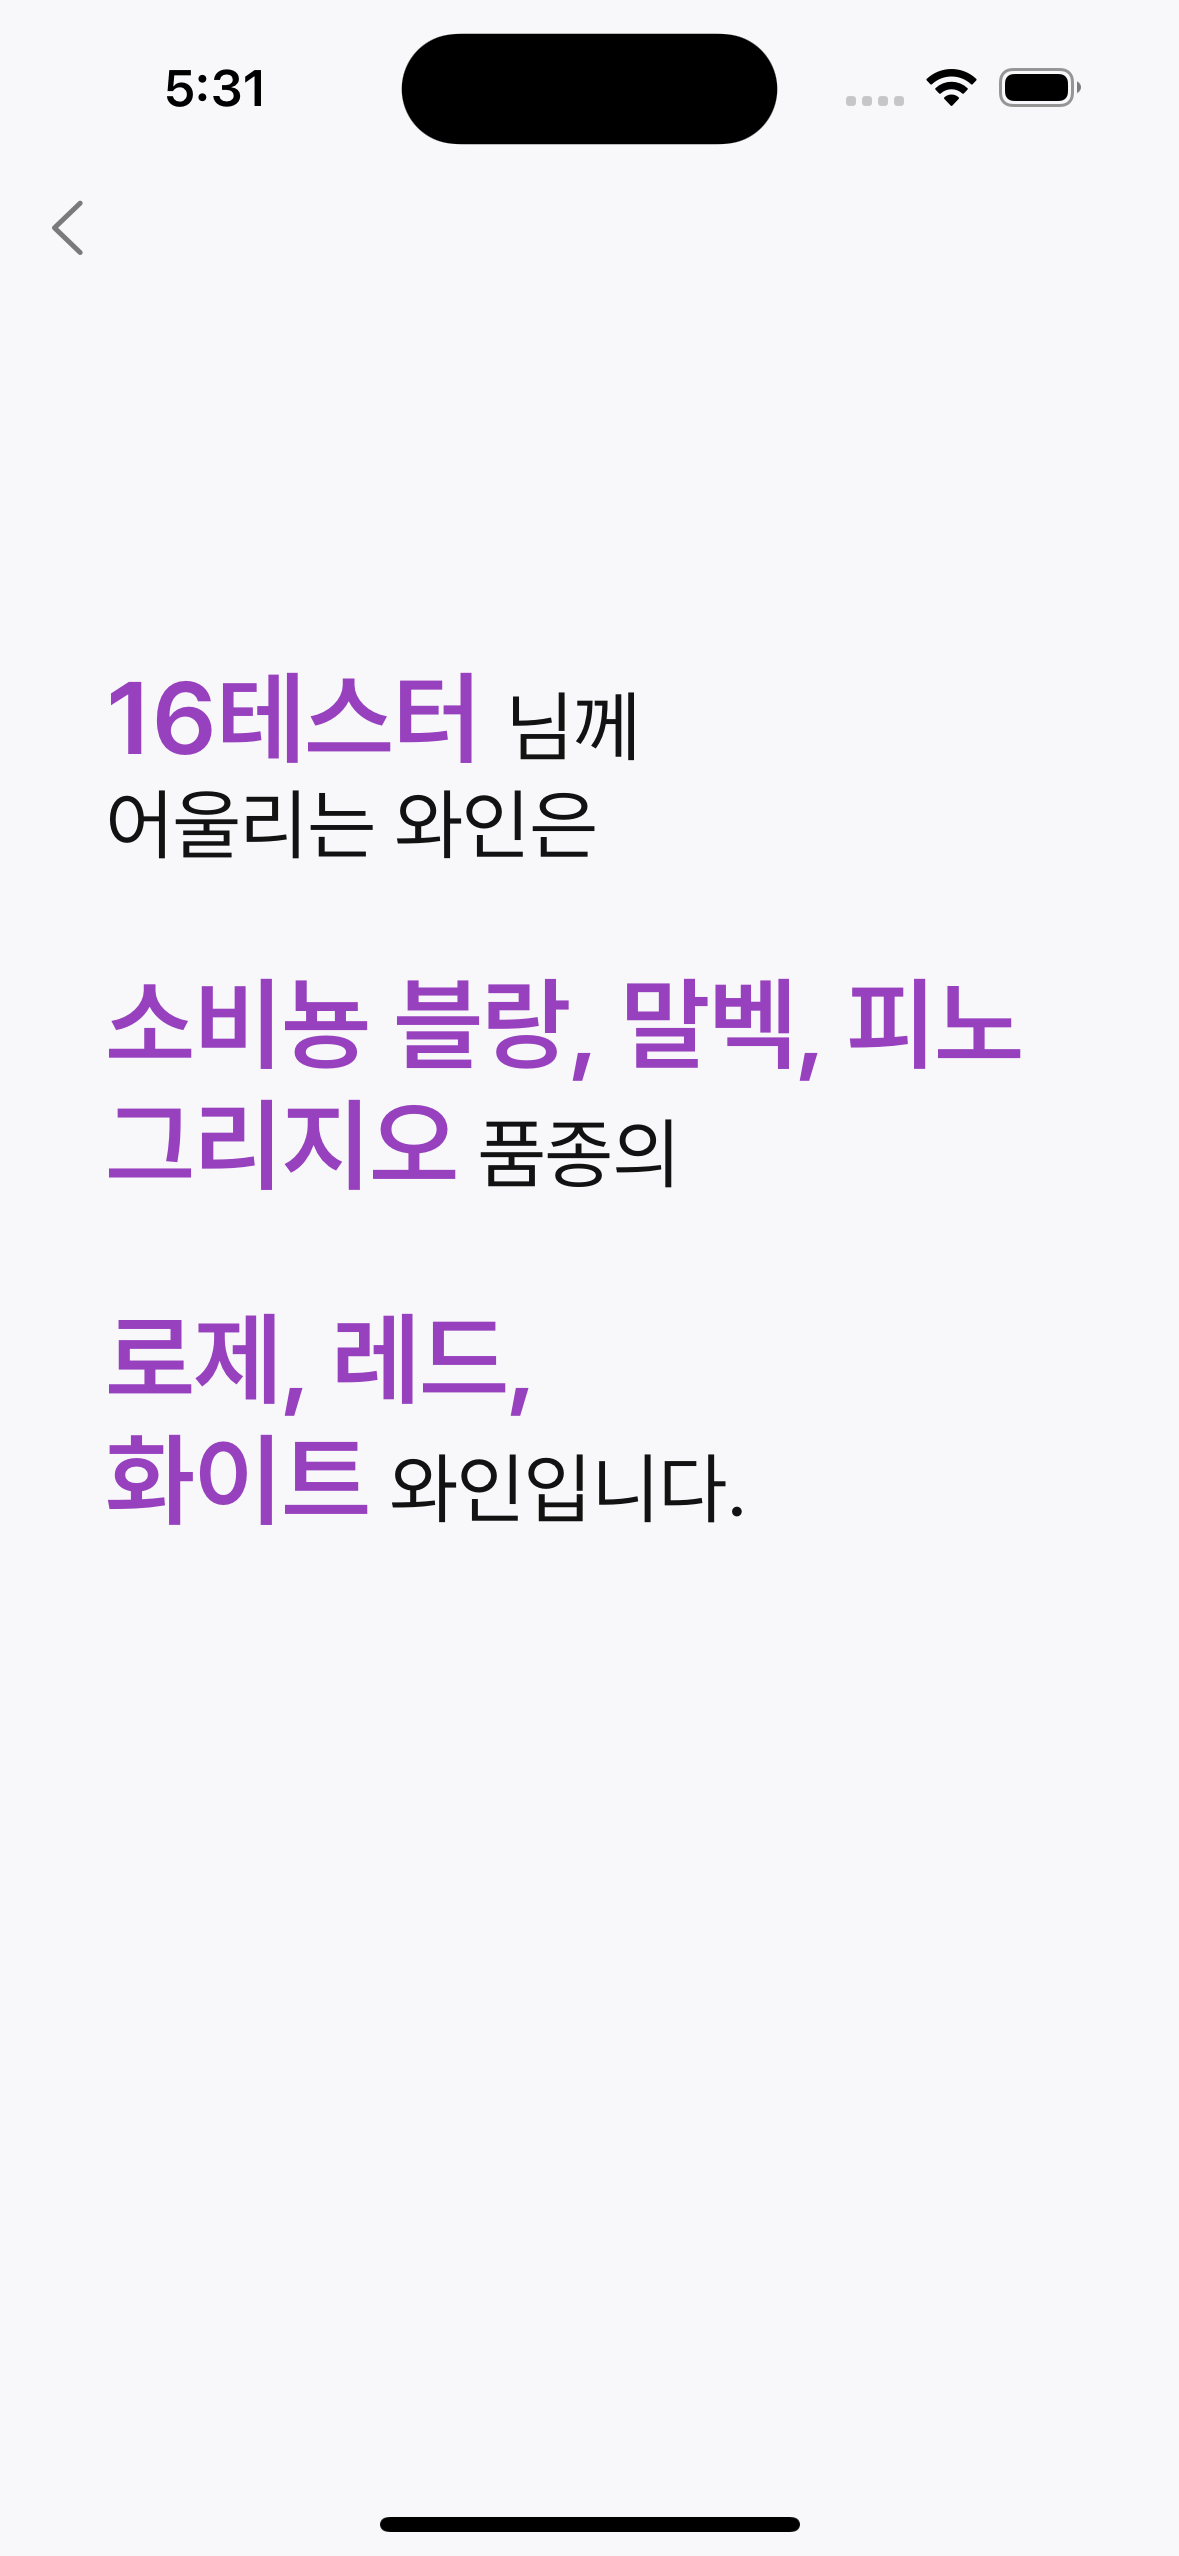 5:31
16테스터 님께
어울리는 와인은
소비뇽 블랑, 말벡, 피노
그리지오 품종의
로제, 레드,
화이트 와인입니다.